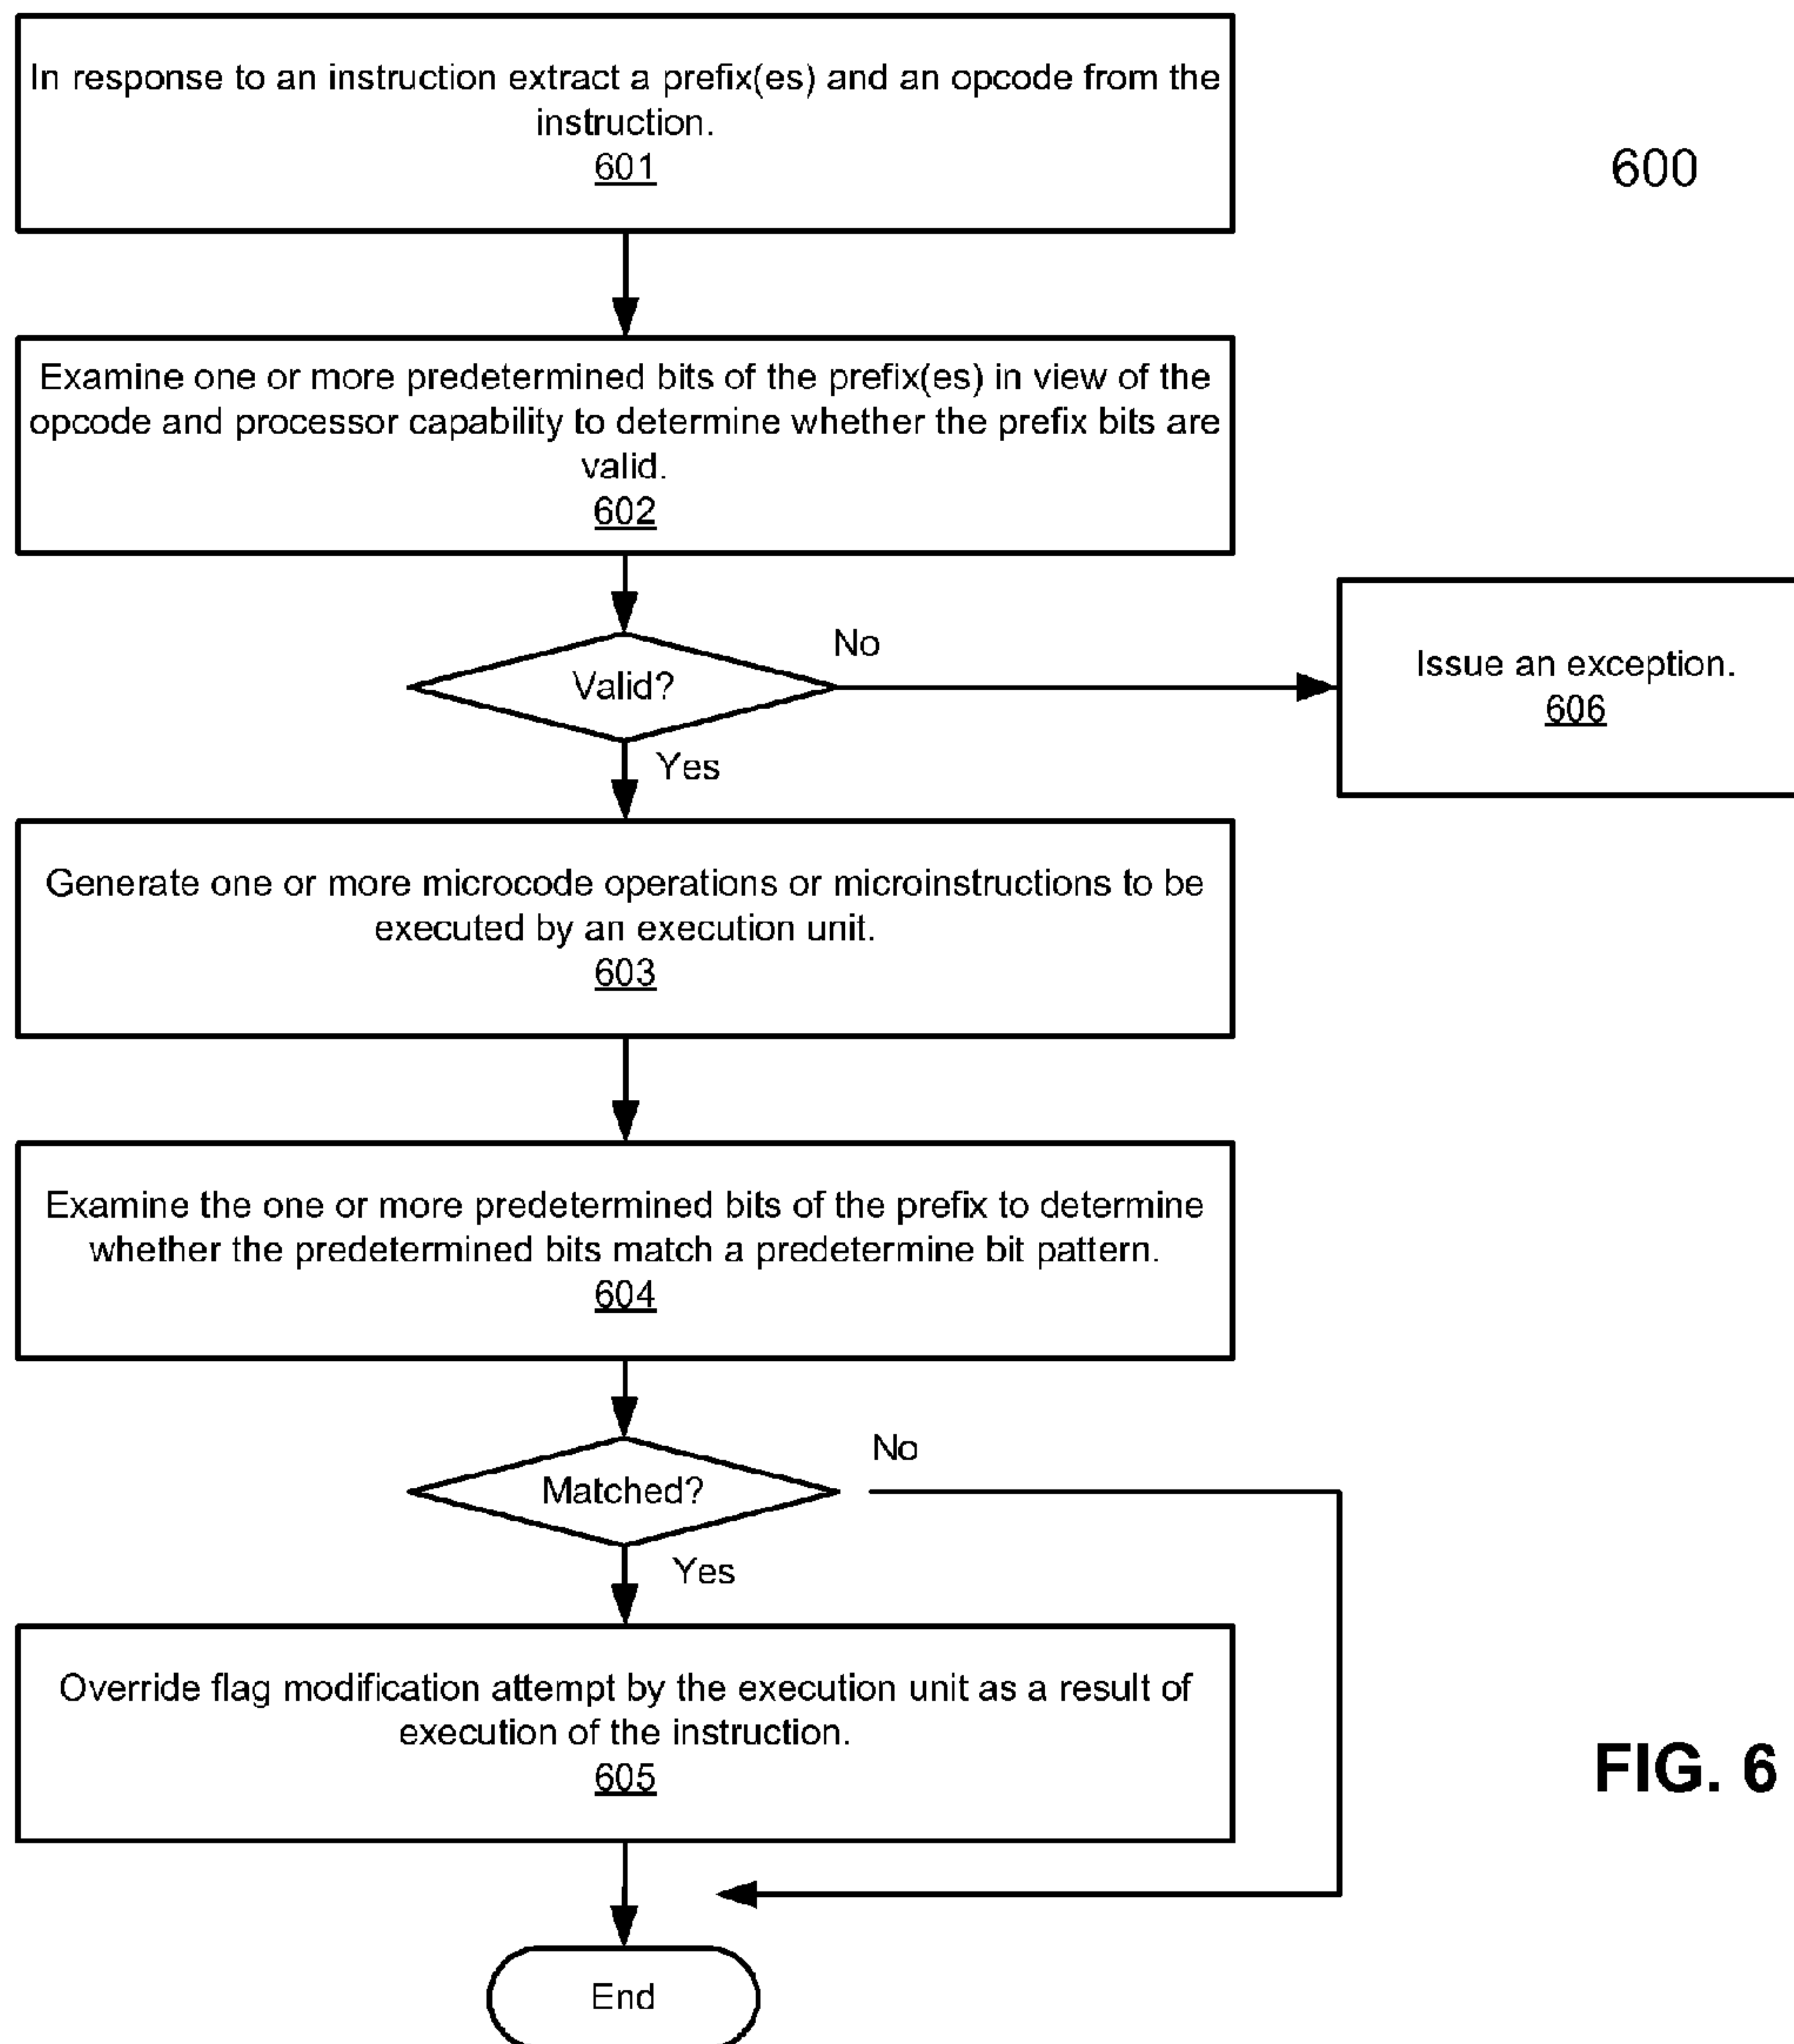 In response to an instruction extract a prefix(es) and an opcode from the
instruction.
601
600
Examine one or more predetermined bits of the prefix(es) in view of the
opcode and processor capability to determine whether the prefix bits are
valid.
602
No
Valid?
Issue an exception.
606
Yes
Generate one or more microcode operations or microinstructions to be
executed by an execution unit.
603
Examine the one or more predetermined bits of the prefix to determine
whether the predetermined bits match a predetermine bit pattern.
604
No
Matched?
Yes
Override flag modification attempt by the execution unit as a result of
execution of the instruction.
605
FIG. 6
End